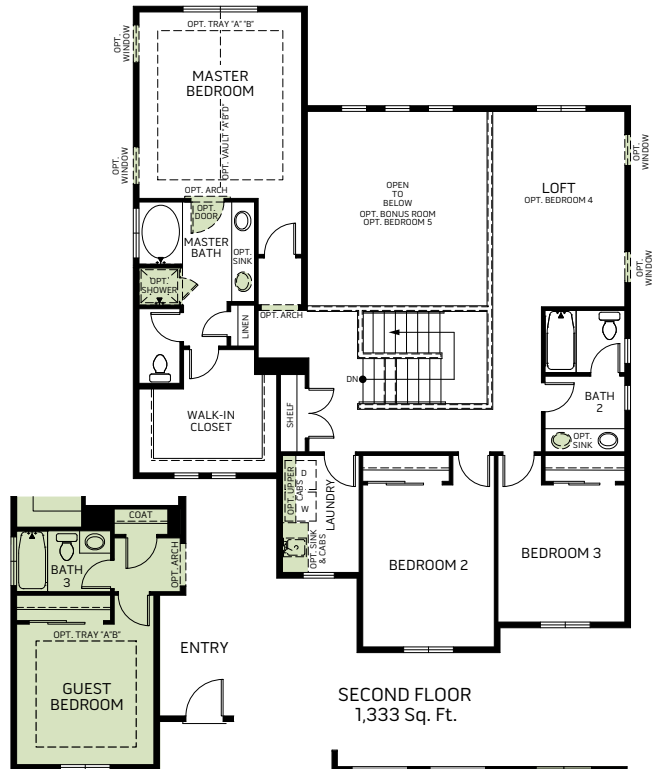 OPT. TRAY "A" "B"
OPT.
WINDOW
MASTER
BEDROOM
OPT. VAULT "A" B" D"
OPT.
WINDOW
OPT. ARCH
OPT.
DOOR
MASTER
BATH
OPT.
SINK
OPT.
SHOWER
LINEN
OPT. ARCH
OPEN
TO
BELOW
OPT. BONUS ROOM
OPT. BEDROOM 5
LOFT
OPT. BEDROOM 4
OPT.
WINDOW
OPT.
WINDOW
DN
BATH
2
OPT.
SINK
WALK-IN
CLOSET
SHELF
OPT. UPPER
CABS
D
W
LAUNDRY
OPT. SINK
& CABS
BEDROOM 2
BEDROOM 3
COAT
BATH
3
OPT. ARCH
OPT. TRAY "A"B"
GUEST
BEDROOM
ENTRY
SECOND FLOOR
1,333 Sq. Ft.